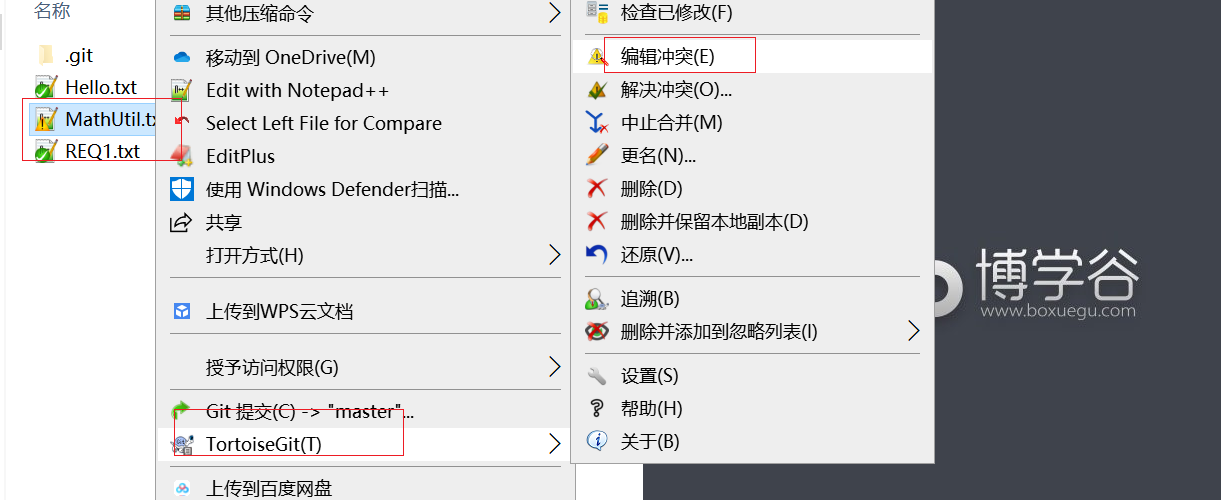 名称
.git
Hello.txt
MathUtil.tx
REQ1.txt
其他压缩命令
移动到 OneDrive(M)
Edit with Notepad++
Select Left File for Compare
EditPlus
使用 Windows Defender扫描...
共享
打开方式(H)
上传到WPS云文档
授予访问权限(G)
Git 提交(C) -> "master"...
TortoiseGit(T)
上传到百度网盘
检查已修改(F)
编辑冲突(E)
解决冲突(O)...
中止合并(M)
更名(N)...
删除(D)
删除并保留本地副本(D)
还原(V)...
追溯(B)
删除并添加到忽略列表(I)
设置(S)
帮助(H)
关于(B)
博学谷
www.boxuegu.com